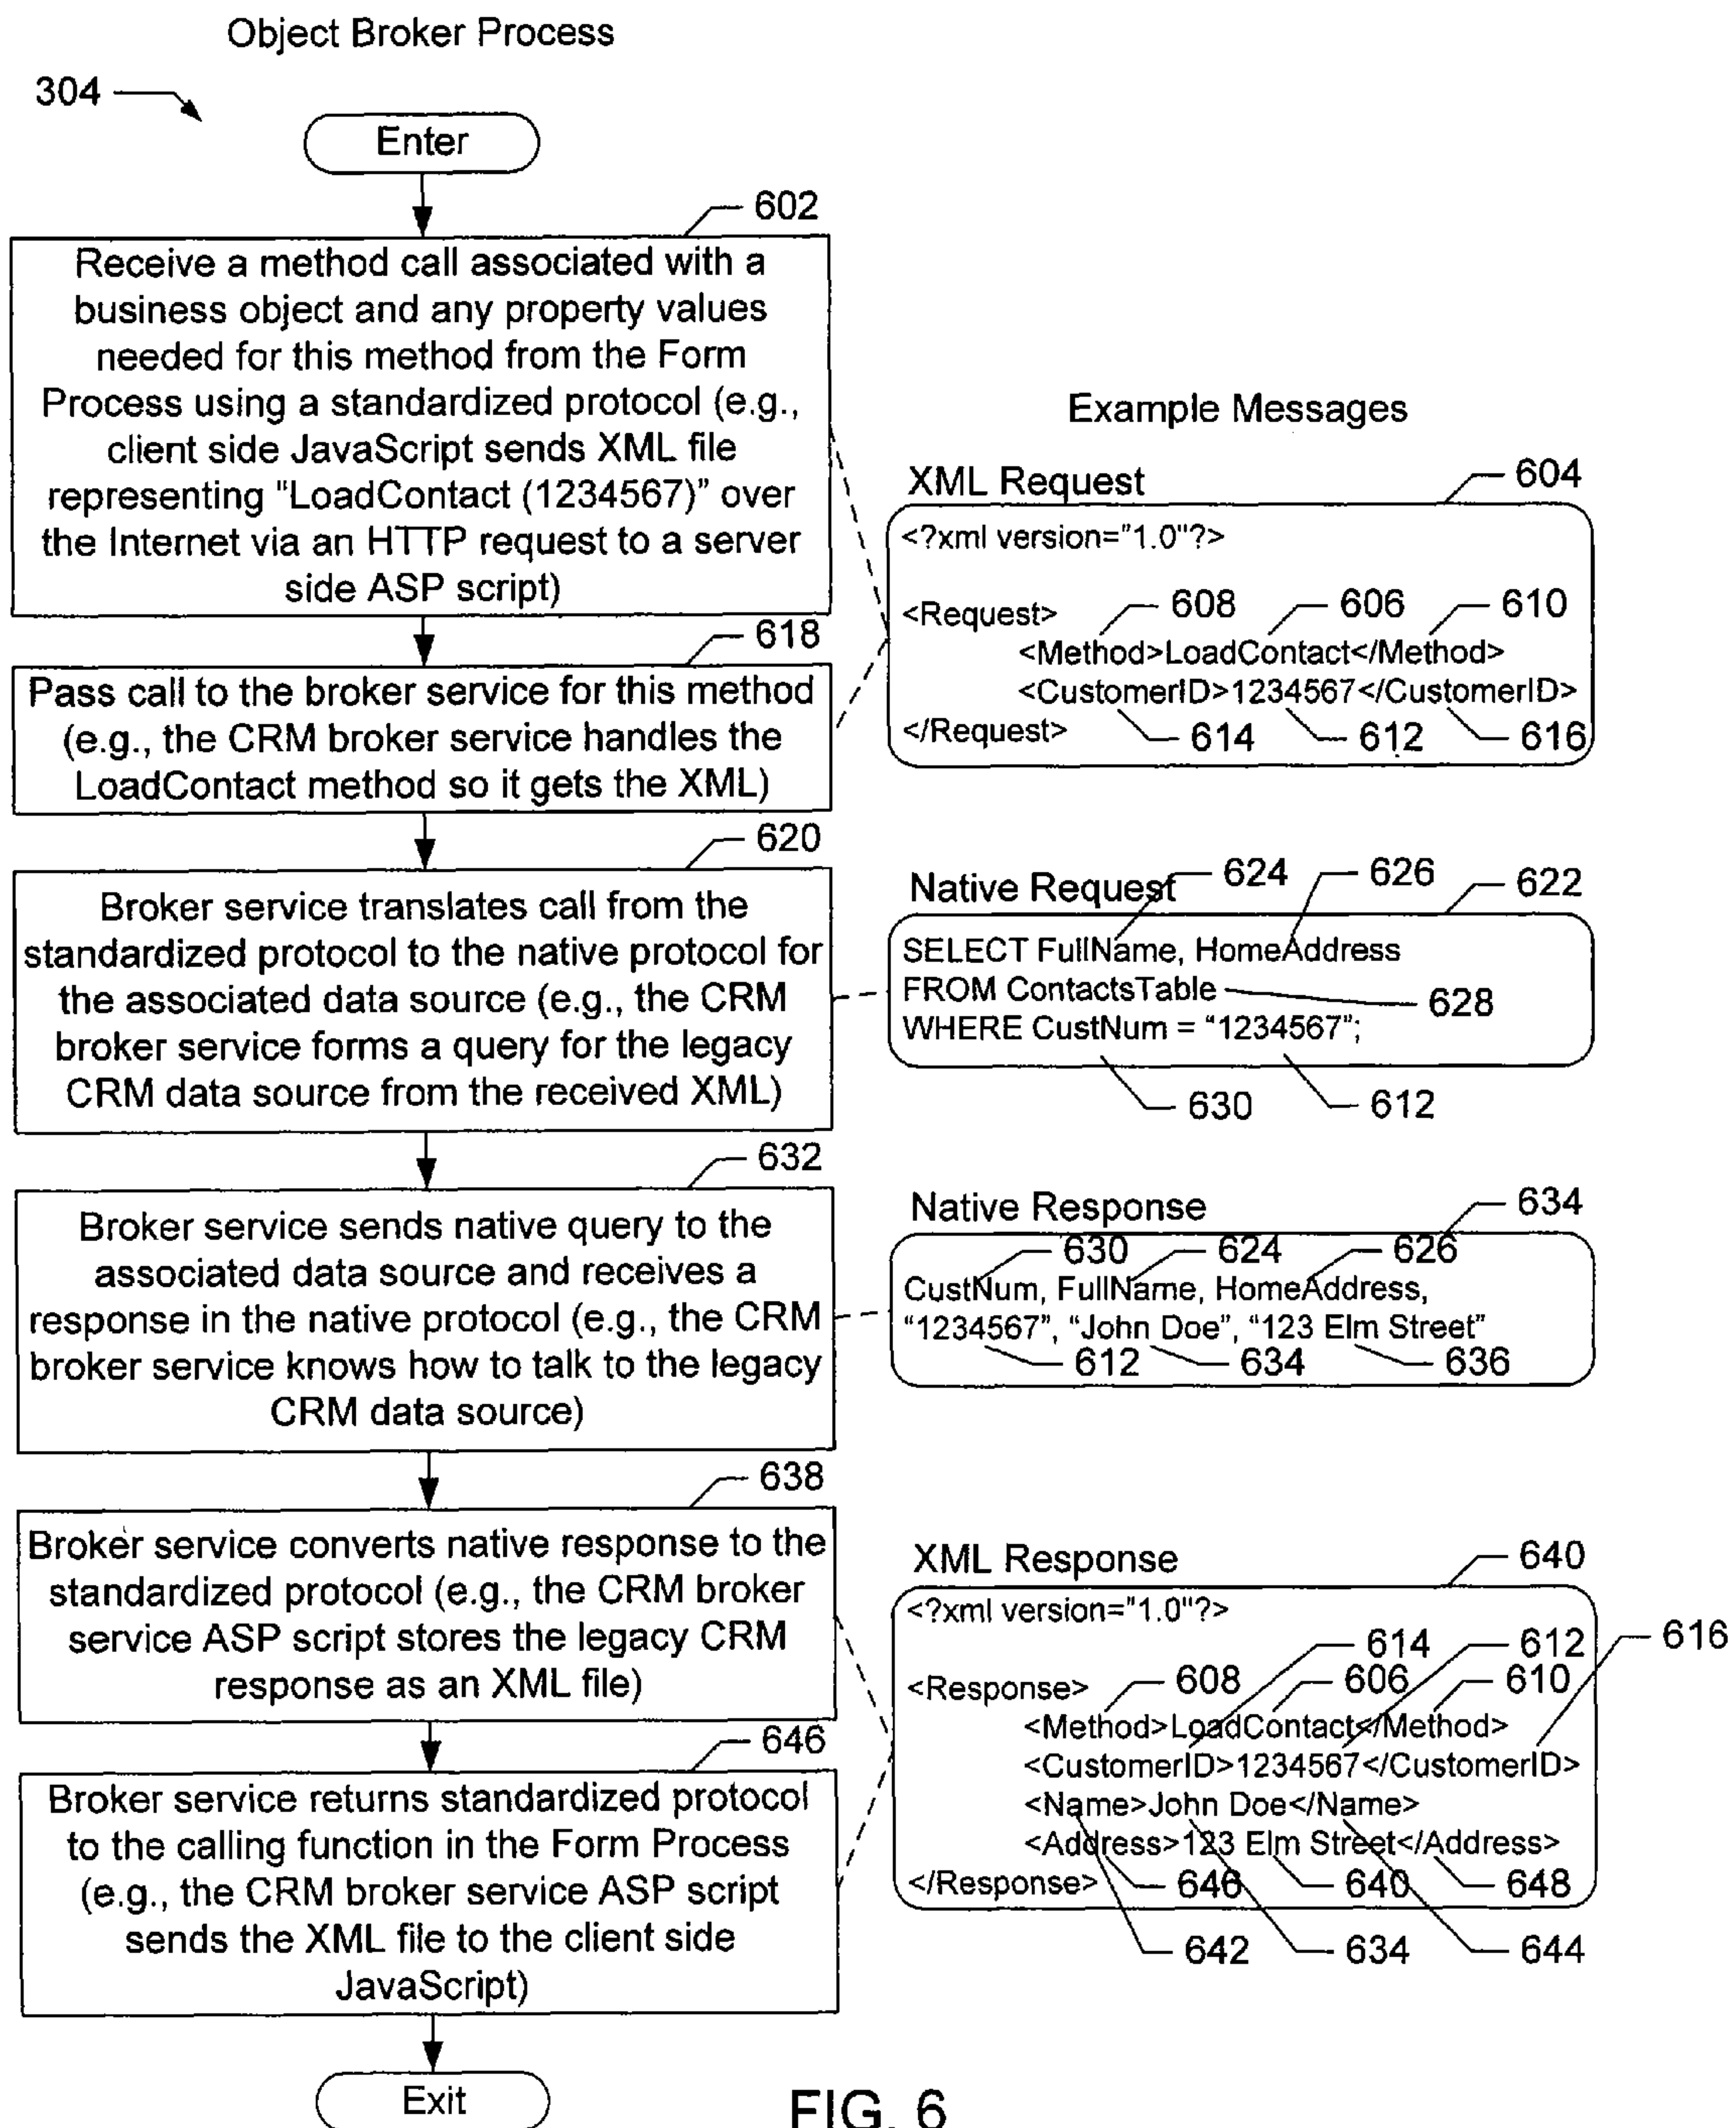 Object Broker Process
304
Enter
602
Receive a method call associated with a
business object and any property values
needed for this method from the Form
Process using a standardized protocol (e.g.,
client side JavaScript sends XML file
representing "LoadContact (1234567)" over
the Internet via an HTTP request to a server
side ASP script)
618
Pass call to the broker service for this method
(e.g., the CRM broker service handles the
LoadContact method so it gets the XML)
620
Broker service translates call from the
standardized protocol to the native protocol for
the associated data source (e.g., the CRM
broker service forms a query for the legacy
CRM data source from the received XML)
632
Broker service sends native query to the
associated data source and receives a
response in the native protocol (e.g., the CRM
broker service knows how to talk to the legacy
CRM data source)
638
Broker service converts native response to the
standardized protocol (e.g., the CRM broker
service ASP script stores the legacy CRM
response as an XML file)
646
Broker service returns standardized protocol
to the calling function in the Form Process
(e.g., the CRM broker service ASP script
sends the XML file to the client side
JavaScript)
Exit
Example Messages
XML Request
604
<?xml version="1.0"?>
<Request>
608 606 610
<Method>LoadContact</Method>
<CustomerID>1234567</CustomerID>
</Request>
614 612 616
Native Request
624 626 622
SELECT FullName, HomeAddress
FROM ContactsTable
628
WHERE CustNum = "1234567";
630 612
Native Response
634
630 624 626
CustNum, FullName, HomeAddress,
"1234567", "John Doe", "123 Elm Street"
612 634 636
XML Response
640
<?xml version="1.0"?>
614 612 616
<Response>
608 606 610
<Method>LoadContact</Method>
<CustomerID>1234567</CustomerID>
<Name>John Doe</Name>
<Address>123 Elm Street</Address>
</Response>
646 640 648
642 634 644
FIG. 6